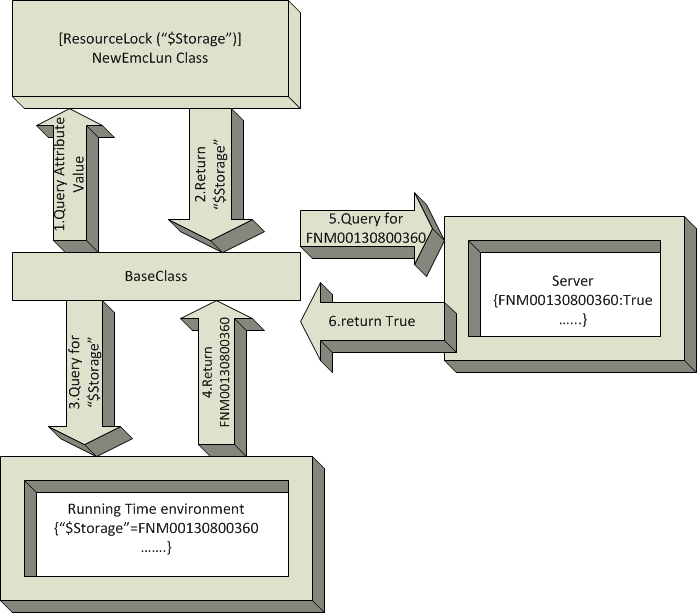 [ResourceLock (“$Storage”)]
NewEmcLun Class
1.Query Attribute
Value
2.Return
“$Storage”
5.Query for
FNM00130800360
BaseClass
Server
{FNM00130800360:True
…...}
6.return True
3.Query for
“$Storage”
4.Return
FNM00130800360
Running Time environment
{“$Storage”=FNM00130800360
…....}